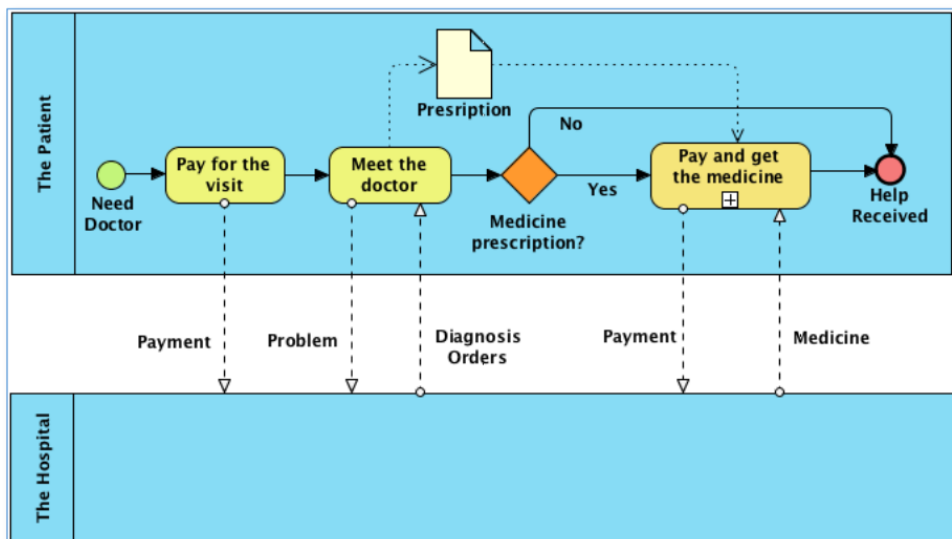 The Patient
Need
Doctor
Pay for the
visit
Meet the
doctor
Presription
Medicine
prescription?
No
Yes
Pay and get
the medicine
Help
Received
Payment
Problem
Diagnosis
Orders
Payment
Medicine
The Hospital